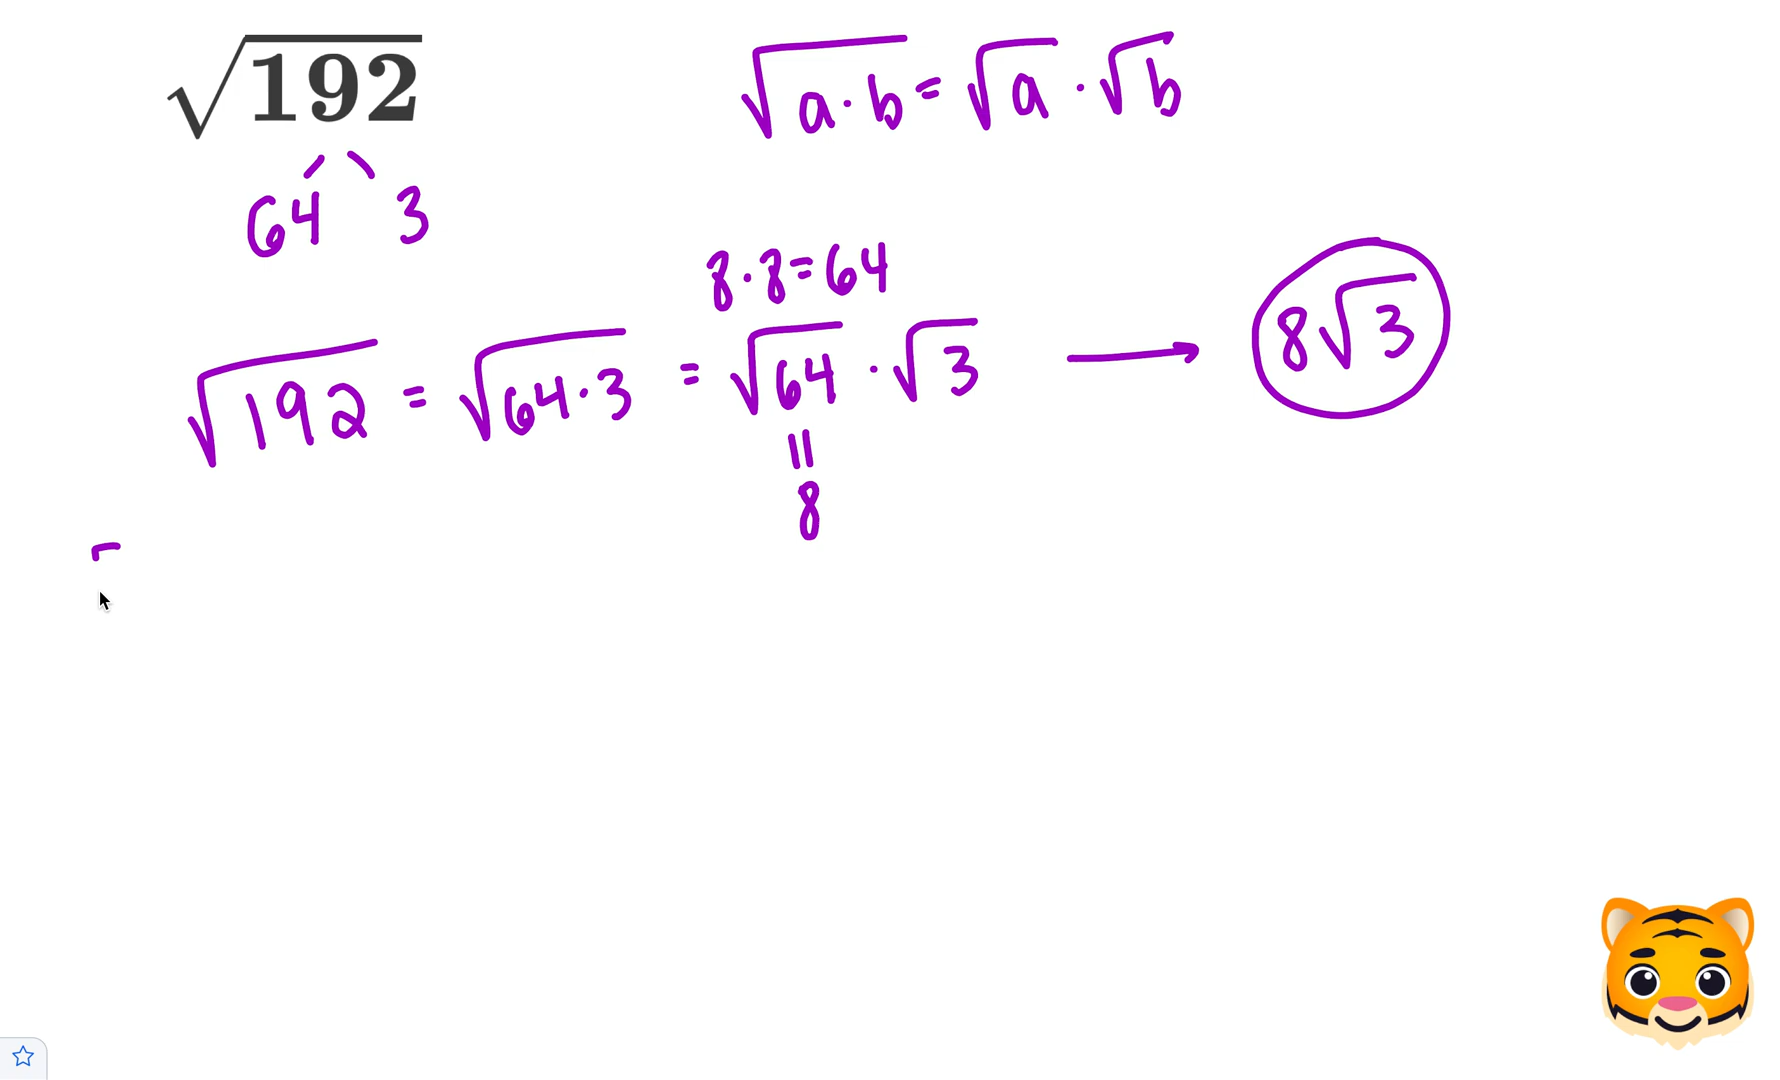 √192
√a·b = √a · √b
64 3
8·8=64
√192 = √64·3 = √64 · √3 → 8√3
||
8